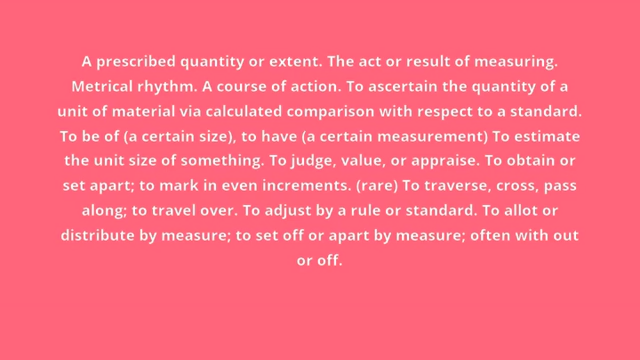 A prescribed quantity or extent. The act or result of measuring.
Metrical rhythm. A course of action. To ascertain the quantity of a
unit of material via calculated comparison with respect to a standard.
To be of (a certain size), to have (a certain measurement) To estimate
the unit size of something. To judge, value, or appraise. To obtain or
set apart; to mark in even increments. (rare) To traverse, cross, pass
along; to travel over. To adjust by a rule or standard. To allot or
distribute by measure; to set off or apart by measure; often with out
or off.